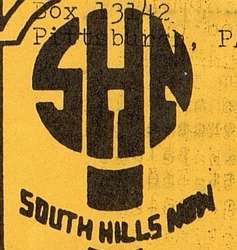 Box 13142
Pittsburgh, PA
SHN
SOUTH HILLS NOW